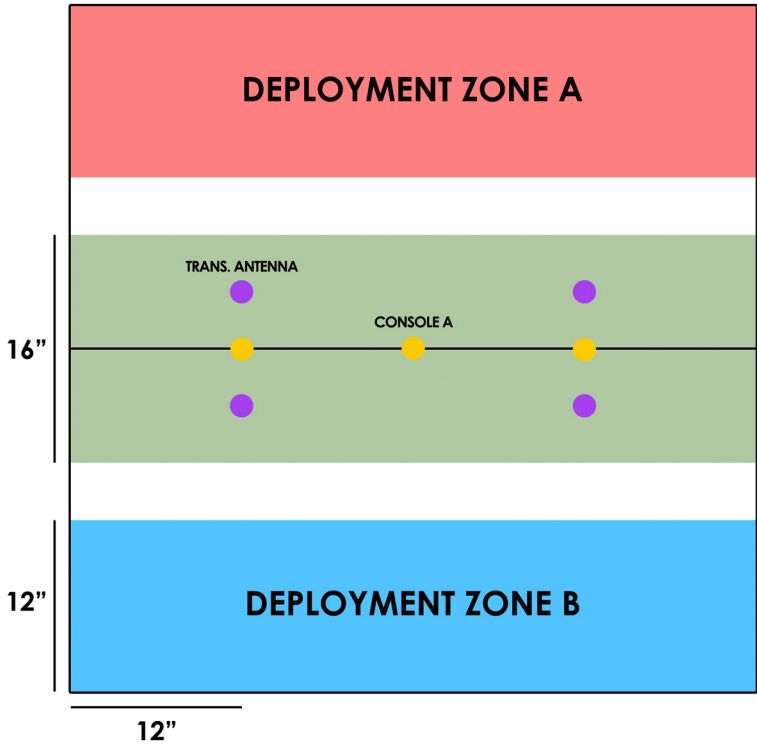 DEPLOYMENT ZONE A
TRANS. ANTENNA
CONSOLE A
16”
DEPLOYMENT ZONE B
12”
12”